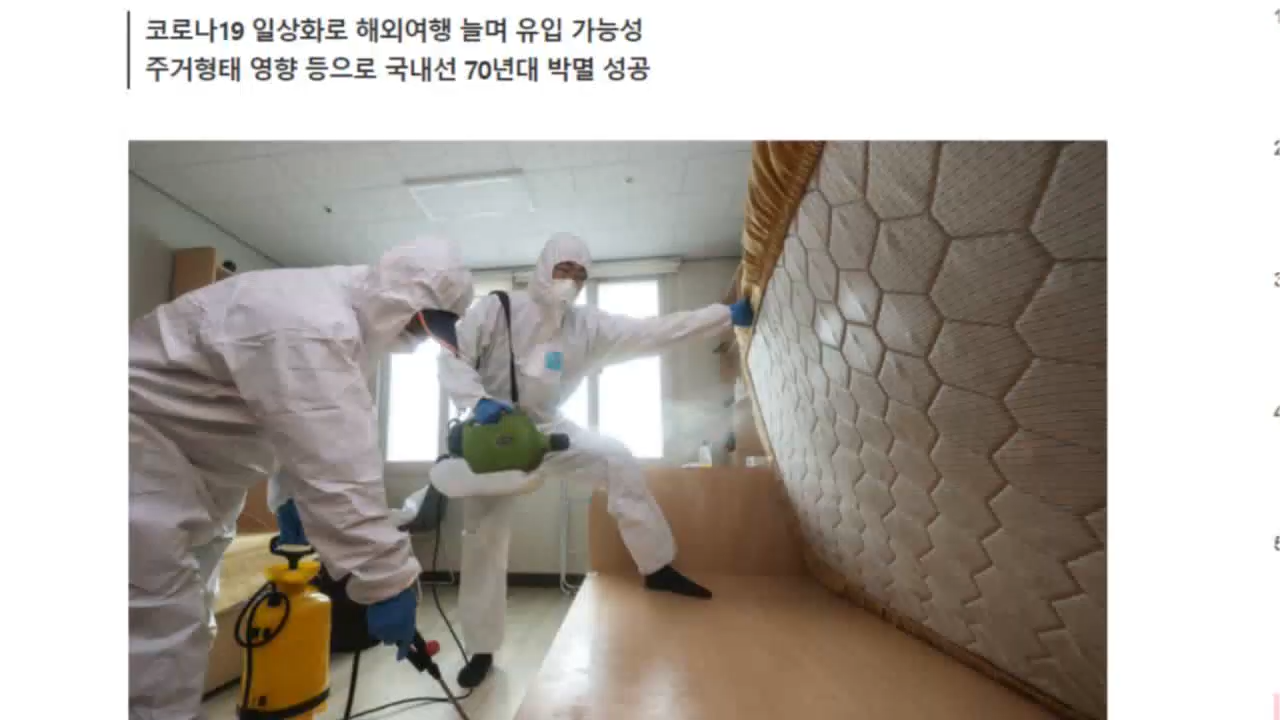 코로나19 일상화로 해외여행 늘며 유입 가능성
주거형태 영향 등으로 국내선 70년대 박멸 성공